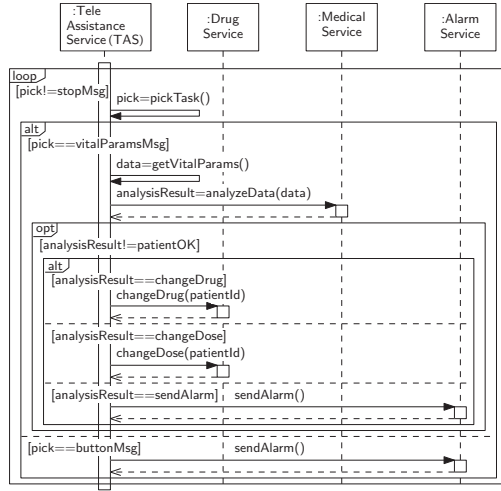 :Tele
Assistance
Service (TAS)
:Drug
Service
:Medical
Service
:Alarm
Service
loop
[pick!=stopMsg]
pick=pickTask()
alt
[pick==vitalParamsMsg]
data=getVitalParams()
analysisResult=analyzeData(data)
opt
[analysisResult!=patientOK]
alt
[analysisResult==changeDrug]
changeDrug(patientId)
[analysisResult==changeDose]
changeDose(patientId)
[analysisResult==sendAlarm] sendAlarm()
[pick==buttonMsg] sendAlarm()